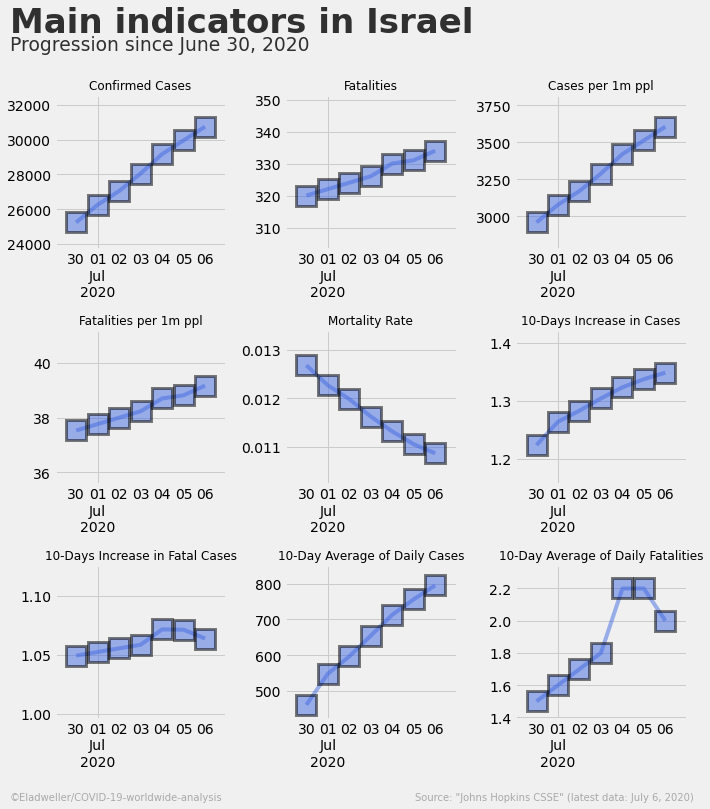 Main indicators in Israel
Progression since June 30, 2020
Confirmed Cases
32000
30000
28000
26000
24000
30 01 02 03 04 05 06
Jul
2020
Fatalities
350
340
330
320
310
30 01 02 03 04 05 06
Jul
2020
Cases per 1m ppl
3750
3500
3250
3000
30 01 02 03 04 05 06
Jul
2020
Fatalities per 1m ppl
40
38
36
30 01 02 03 04 05 06
Jul
2020
Mortality Rate
0.013
0.012
0.011
30 01 02 03 04 05 06
Jul
2020
10-Days Increase in Cases
1.4
1.3
1.2
30 01 02 03 04 05 06
Jul
2020
10-Days Increase in Fatal Cases
1.10
1.05
1.00
30 01 02 03 04 05 06
Jul
2020
10-Day Average of Daily Cases
800
700
600
500
30 01 02 03 04 05 06
Jul
2020
10-Day Average of Daily Fatalities
2.2
2.0
1.8
1.6
1.4
30 01 02 03 04 05 06
Jul
2020
©Eladweller/COVID-19-worldwide-analysis
Source: "Johns Hopkins CSSE" (latest data: July 6, 2020)